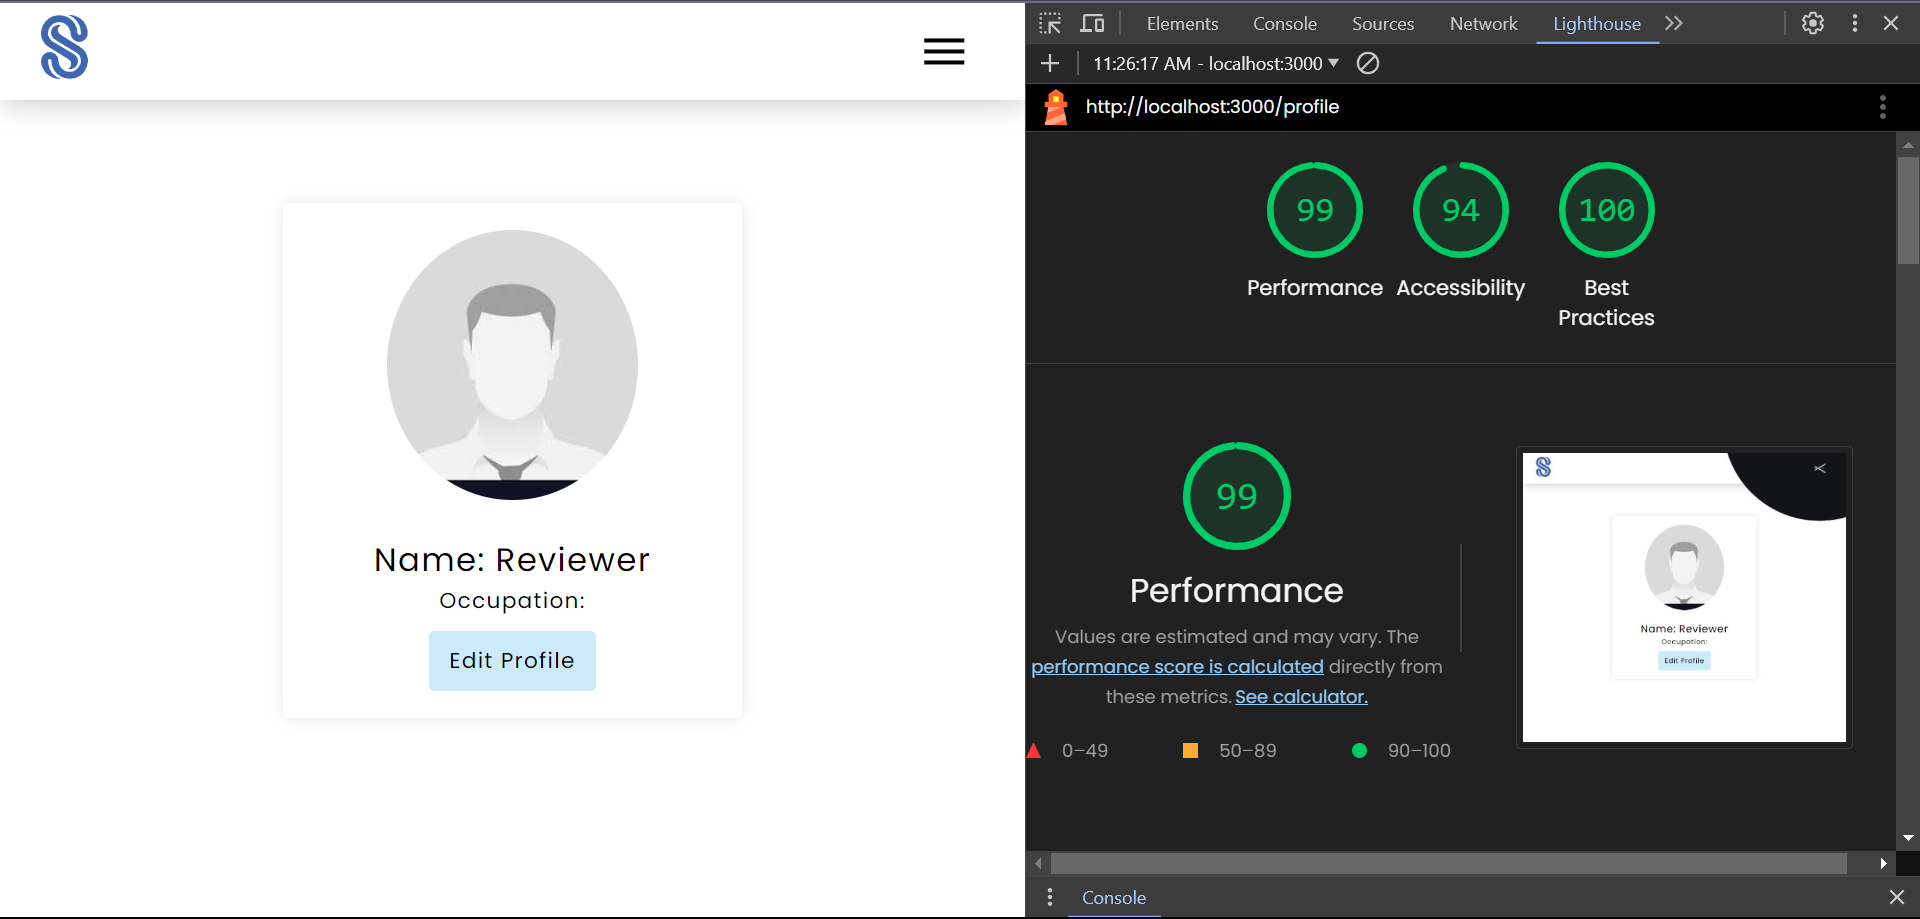 S
Name: Reviewer
Occupation:
Edit Profile
Elements Console Sources Network Lighthouse
11:26:17 AM - localhost:3000
http://localhost:3000/profile
99 94 100
Performance Accessibility Best
Practices
99
Performance
Values are estimated and may vary. The
performance score is calculated directly from
these metrics. See calculator.
0–49 50–89 90–100
S
Name: Reviewer
Occupation:
Edit Profile
Console